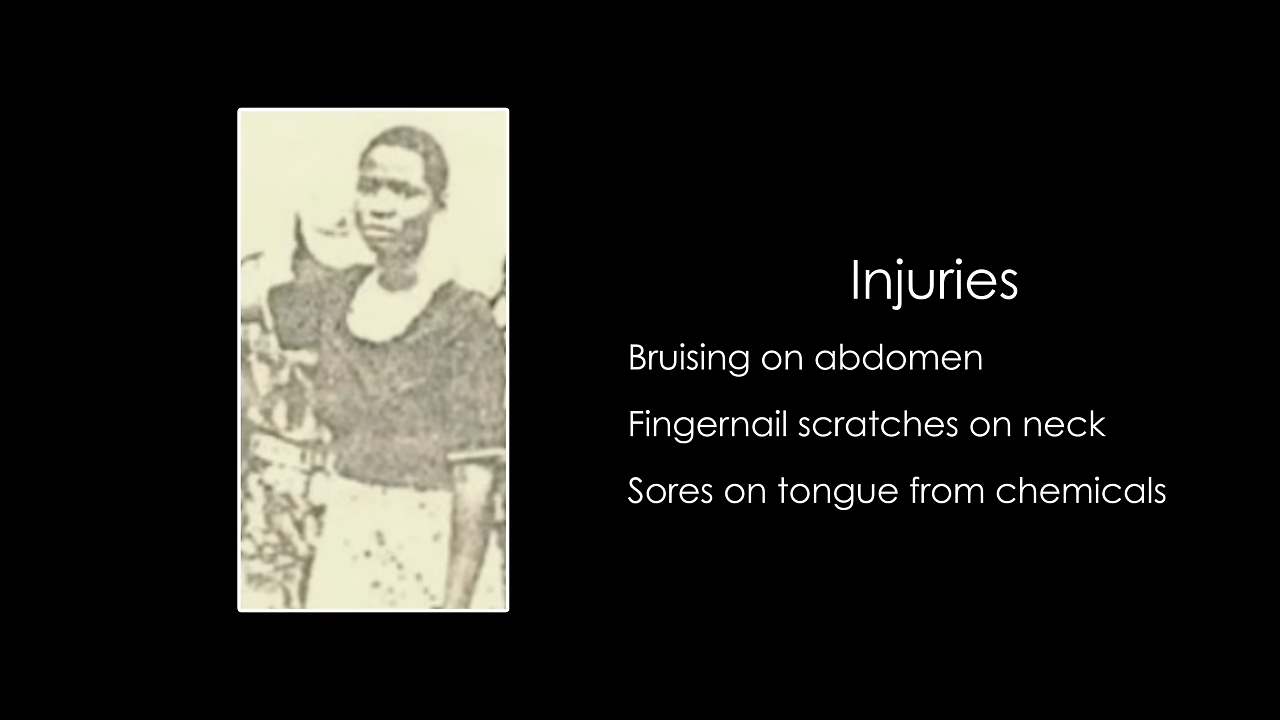 Injuries
Bruising on abdomen
Fingernail scratches on neck
Sores on tongue from chemicals